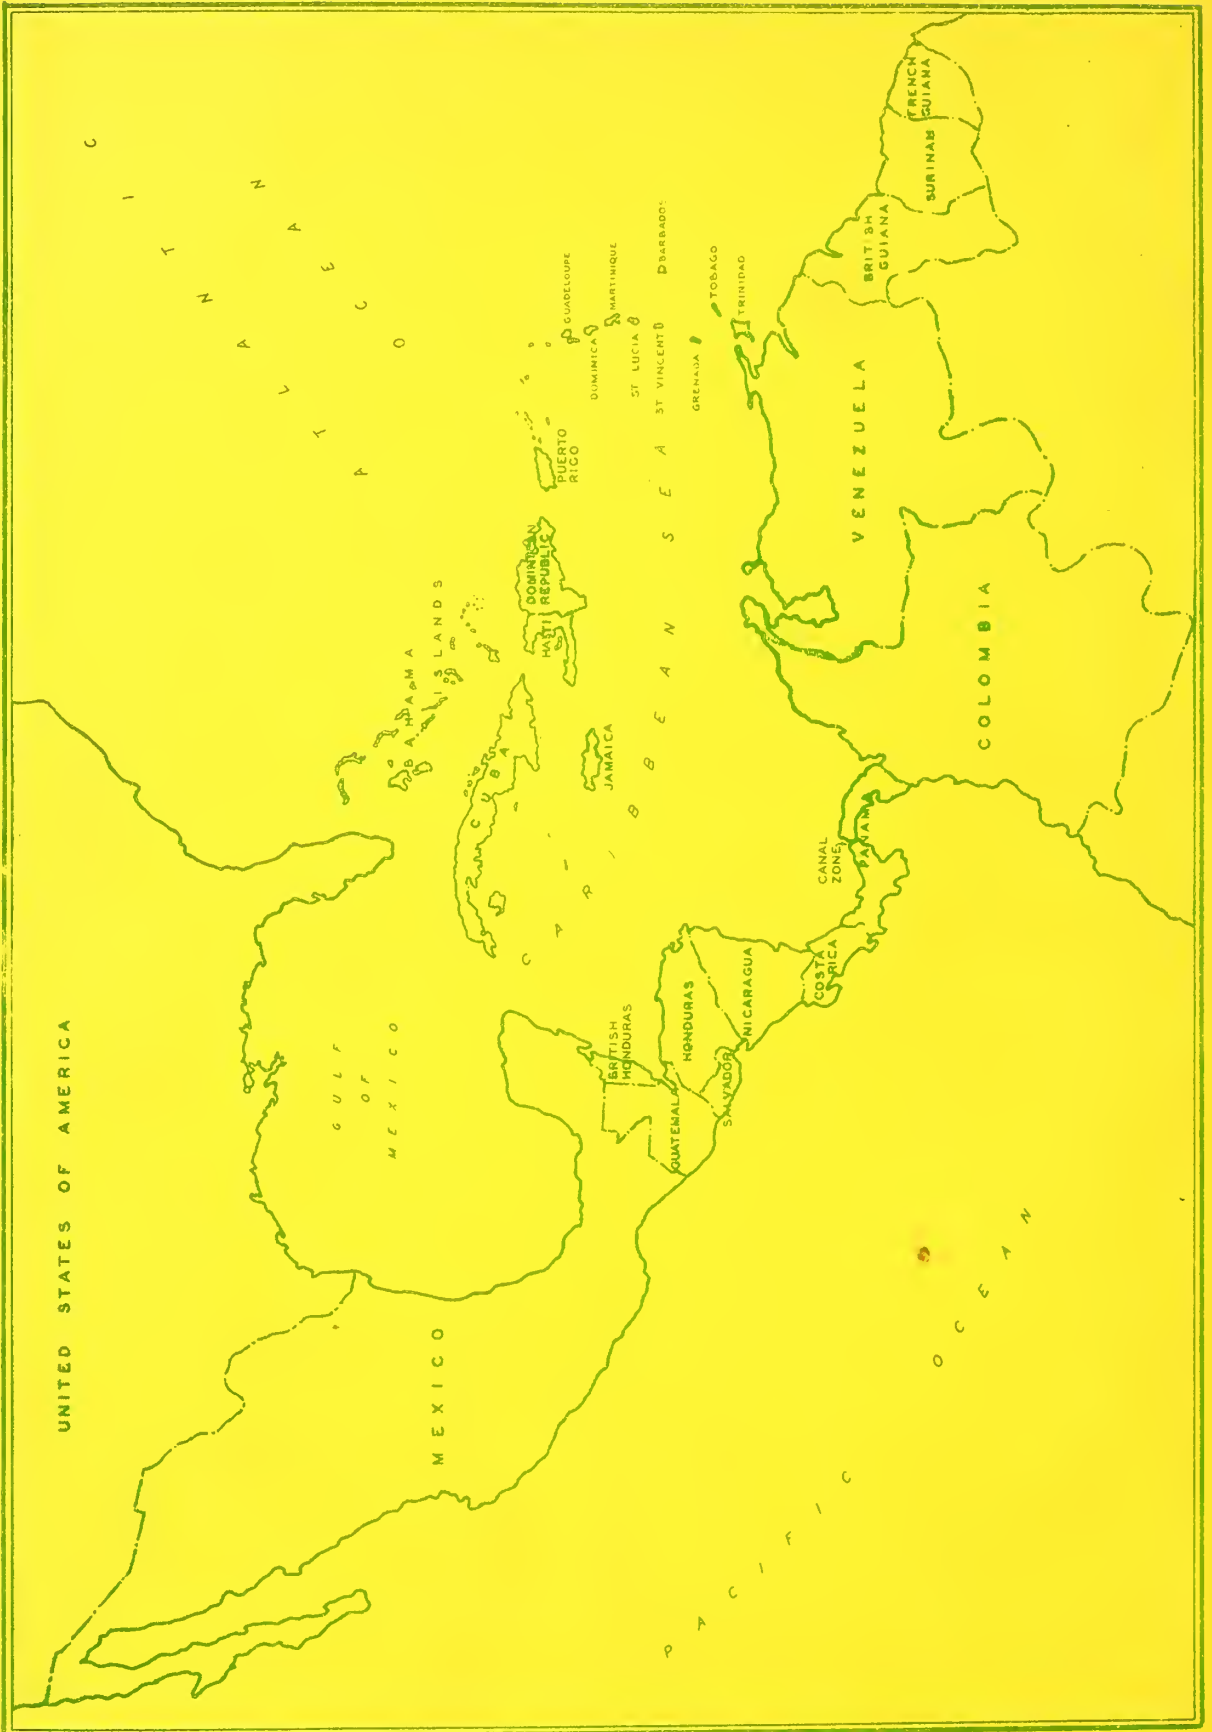 UNITED STATES OF AMERICA
ATLANTIC
OCEAN
GULF
OF
MEXICO
MEXICO
BAHAMA
ISLANDS
CUBA
HAITI
DOMINICAN
REPUBLIC
PUERTO
RICO
JAMAICA
GUADELOUPE
DOMINICA
MARTINIQUE
ST LUCIA
ST VINCENT
BARBADOS
GRENADA
TOBAGO
TRINIDAD
CARIBBEAN SEA
BRITISH
HONDURAS
GUATEMALA
HONDURAS
SALVADOR
NICARAGUA
COSTA
RICA
CANAL
ZONE
PANAMA
COLOMBIA
VENEZUELA
BRITISH
GUIANA
SURINAM
FRENCH
GUIANA
PACIFIC OCEAN